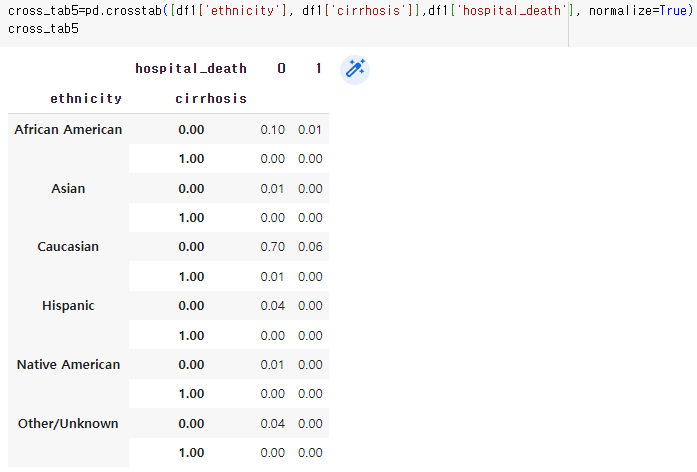 cross_tab5=pd.crosstab([df1['ethnicity'], df1['cirrhosis']],df1['hospital_death'], normalize=True)
cross_tab5
hospital_death 0 1
ethnicity cirrhosis
African American 0.00 0.10 0.01
1.00 0.00 0.00
Asian 0.00 0.01 0.00
1.00 0.00 0.00
Caucasian 0.00 0.70 0.06
1.00 0.01 0.00
Hispanic 0.00 0.04 0.00
1.00 0.00 0.00
Native American 0.00 0.01 0.00
1.00 0.00 0.00
Other/Unknown 0.00 0.04 0.00
1.00 0.00 0.00